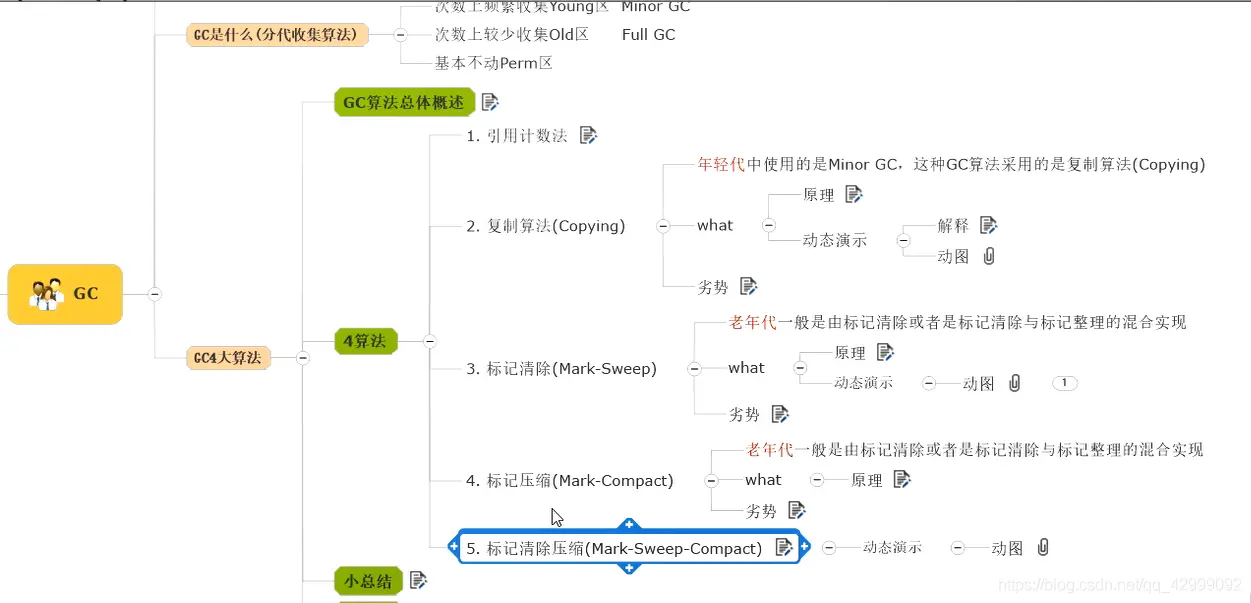 次数上频繁收集Young区 Minor GC
GC是什么(分代收集算法)
次数上较少收集Old区 Full GC
基本不动Perm区
GC算法总体概述
1. 引用计数法
年轻代中使用的是Minor GC，这种GC算法采用的是复制算法(Copying)
原理
2. 复制算法(Copying)
what
解释
动态演示
动图
劣势
GC
老年代一般是由标记清除或者是标记清除与标记整理的混合实现
4算法
原理
GC4大算法
3. 标记清除(Mark-Sweep)
what
动态演示
动图
1
劣势
老年代一般是由标记清除或者是标记清除与标记整理的混合实现
4. 标记压缩(Mark-Compact)
what
原理
劣势
5. 标记清除压缩(Mark-Sweep-Compact)
动态演示
动图
小总结
https://blog.csdn.net/qq_42999092